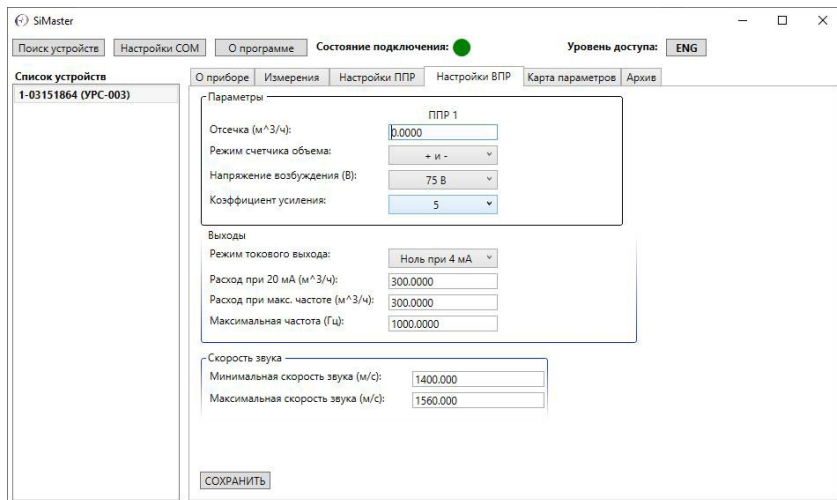 SiMaster
Поиск устройств Настройки COM О программе Состояние подключения: Уровень доступа: ENG
Список устройств
1-03151864 (УРС-003)
О приборе Измерения Настройки ППР Настройки ВПР Карта параметров Архив
Параметры
ППР 1
Отсечка (м^3/ч): 0.0000
Режим счетчика объема: + и -
Напряжение возбуждения (В): 75 В
Коэффициент усиления: 5
Выходы
Режим токового выхода: Ноль при 4 мА
Расход при 20 мА (м^3/ч): 300.0000
Расход при макс. частоте (м^3/ч): 300.0000
Максимальная частота (Гц): 1000.0000
Скорость звука
Минимальная скорость звука (м/с): 1400.000
Максимальная скорость звука (м/с): 1560.000
СОХРАНИТЬ